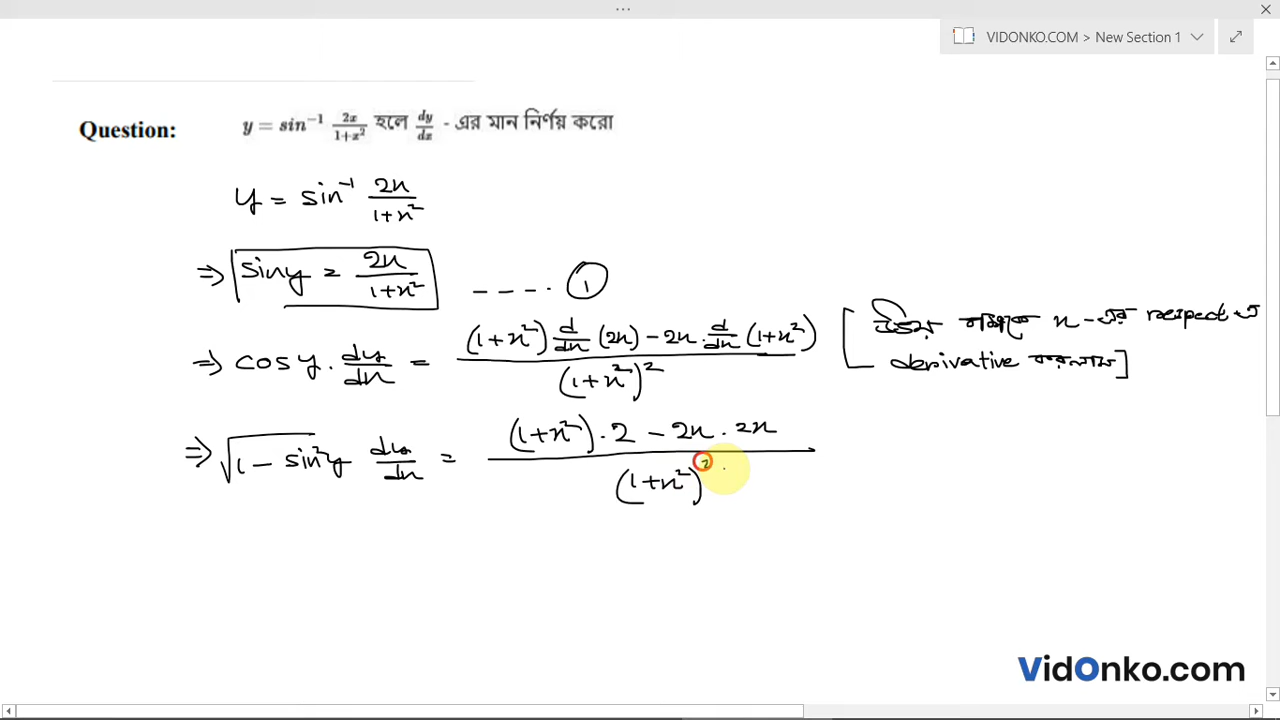 VIDONKO.COM > New Section 1
Question: y = sin⁻¹ 2x/(1+x²) হলে dy/dx - এর মান নির্ণয় করো
y = sin⁻¹ 2x/(1+x²)
⇒ siny = 2x/(1+x²) ---- . ①
⇒ cosy . dy/dx = ((1+x²) d/dx (2x) – 2x . d/dx (1+x²))/(1+x²)² [উভয় পক্ষকে x-এর respect এ
derivative করলাম]
⇒ √(1 – sin²y) dy/dx = ((1+x²) . 2 – 2x . 2x)/(1+x²)²
VidOnko.com